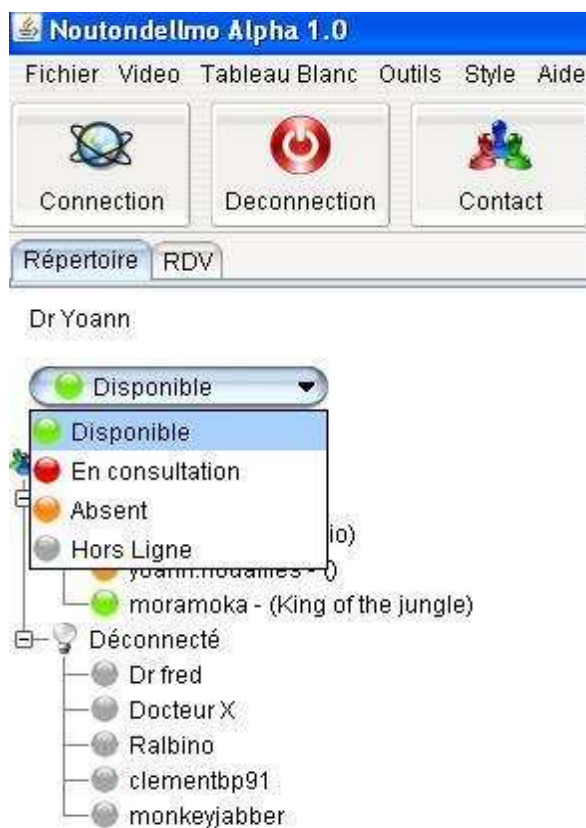 Noutondellmo Alpha 1.0
Fichier Video Tableau Blanc Outils Style Aide
Connection Deconnection Contact
Répertoire RDV
Dr Yoann
Disponible
Disponible
En consultation
Absent
io)
Hors Ligne
moramoka - (King of the jungle)
Déconnecté
Dr fred
Docteur X
Ralbino
clementbp91
monkeyjabber